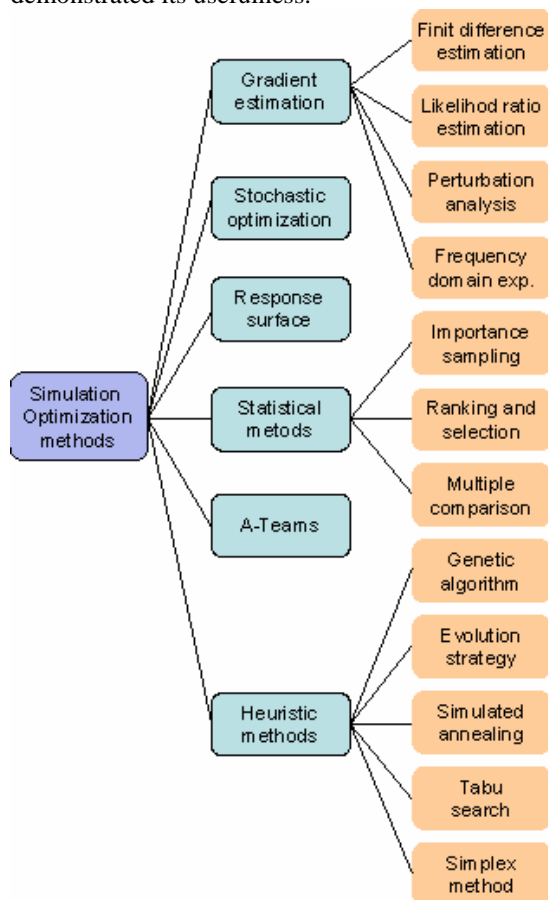 demonstrated its usefulness.
Finit difference
estimation
Gradient
estimation
Likelihod ratio
estimation
Perturbation
analysis
Stochastic
optimization
Frequency
domain exp.
Response
surface
Importance
sampling
Simulation
Optimization
methods
Statistical
metods
Ranking and
selection
Multiple
comparison
A-Teams
Genetic
algorithm
Evolution
strategy
Heuristic
methods
Simulated
annealing
Tabu
search
Simplex
method